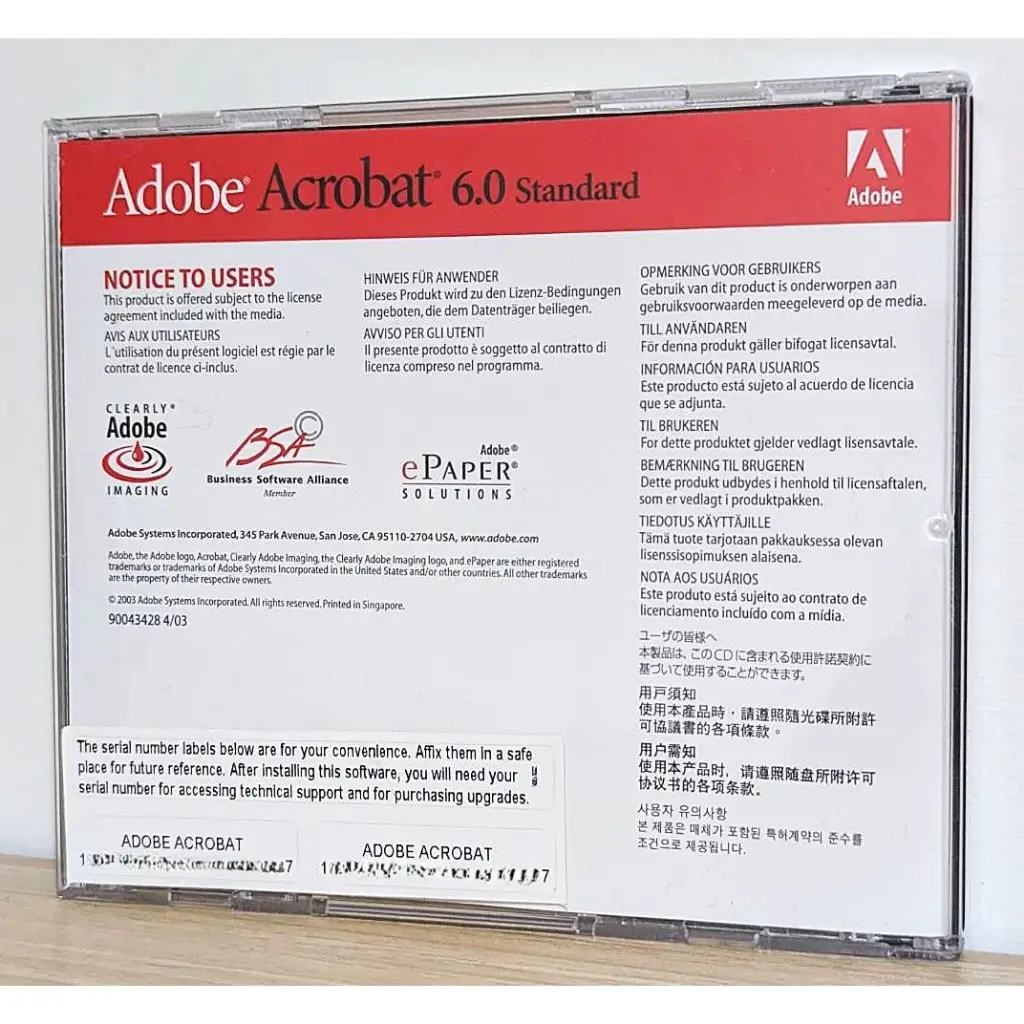 Adobe® Acrobat® 6.0 Standard
Adobe
NOTICE TO USERS
This product is offered subject to the license
agreement included with the media.
AVIS AUX UTILISATEURS
L'utilisation du présent logiciel est régie par le
contrat de licence ci-inclus.
HINWEIS FÜR ANWENDER
Dieses Produkt wird zu den Lizenz-Bedingungen
angeboten, die dem Datenträger beiliegen.
AVVISO PER GLI UTENTI
Il presente prodotto è soggetto al contratto di
licenza compreso nel programma.
CLEARLY®
Adobe
IMAGING
BSA ©
Business Software Alliance
Member
Adobe®
ePAPER®
SOLUTIONS
Adobe Systems Incorporated, 345 Park Avenue, San Jose, CA 95110-2704 USA, www.adobe.com
Adobe, the Adobe logo, Acrobat, Clearly Adobe Imaging, the Clearly Adobe Imaging logo, and ePaper are either registered
trademarks or trademarks of Adobe Systems Incorporated in the United States and/or other countries. All other trademarks
are the property of their respective owners.
© 2003 Adobe Systems Incorporated. All rights reserved. Printed in Singapore.
90043428 4/03
OPMERKING VOOR GEBRUIKERS
Gebruik van dit product is onderworpen aan
gebruiksvoorwaarden meegeleverd op de media.
TILL ANVÄNDAREN
För denna produkt gäller bifogat licensavtal.
INFORMACIÓN PARA USUARIOS
Este producto está sujeto al acuerdo de licencia
que se adjunta.
TIL BRUKEREN
For dette produktet gjelder vedlagt lisensavtale.
BEMÆRKNING TIL BRUGEREN
Dette produkt udbydes i henhold til licensaftalen,
som er vedlagt i produktpakken.
TIEDOTUS KÄYTTÄJILLE
Tämä tuote tarjotaan pakkauksessa olevan
lisenssisopimuksen alaisena.
NOTA AOS USUÁRIOS
Este produto está sujeito ao contrato de
licenciamento incluído com a mídia.
ユーザの皆様へ
本製品は、このCDに含まれる使用許諾契約に
基づいて使用することができます。
用戶須知
使用本產品時，請遵照隨光碟所附許
可協議書的各項條款。
用户需知
使用本产品时，请遵照随盘所附许可
协议书的各项条款。
사용자 유의사항
본 제품은 매체가 포함된 특허계약의 준수를
조건으로 제공됩니다.
The serial number labels below are for your convenience. Affix them in a safe
place for future reference. After installing this software, you will need your
serial number for accessing technical support and for purchasing upgrades.
ADOBE ACROBAT
ADOBE ACROBAT